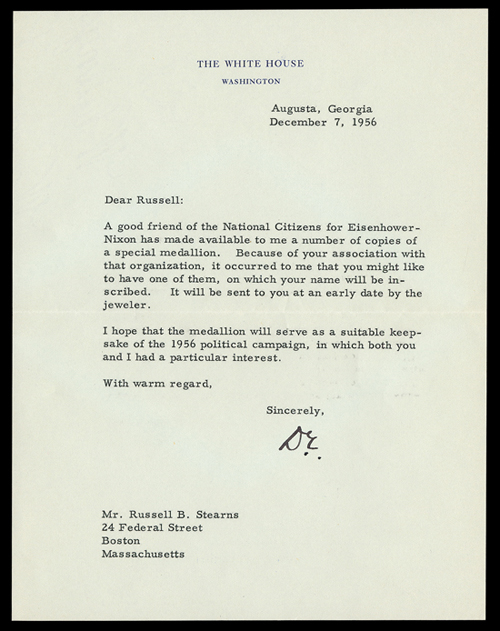 THE WHITE HOUSE
WASHINGTON
Augusta, Georgia
December 7, 1956
Dear Russell:
A good friend of the National Citizens for Eisenhower-
Nixon has made available to me a number of copies of
a special medallion. Because of your association with
that organization, it occurred to me that you might like
to have one of them, on which your name will be in-
scribed. It will be sent to you at an early date by the
jeweler.
I hope that the medallion will serve as a suitable keep-
sake of the 1956 political campaign, in which both you
and I had a particular interest.
With warm regard,
Sincerely,
D.E.
Mr. Russell B. Stearns
24 Federal Street
Boston
Massachusetts